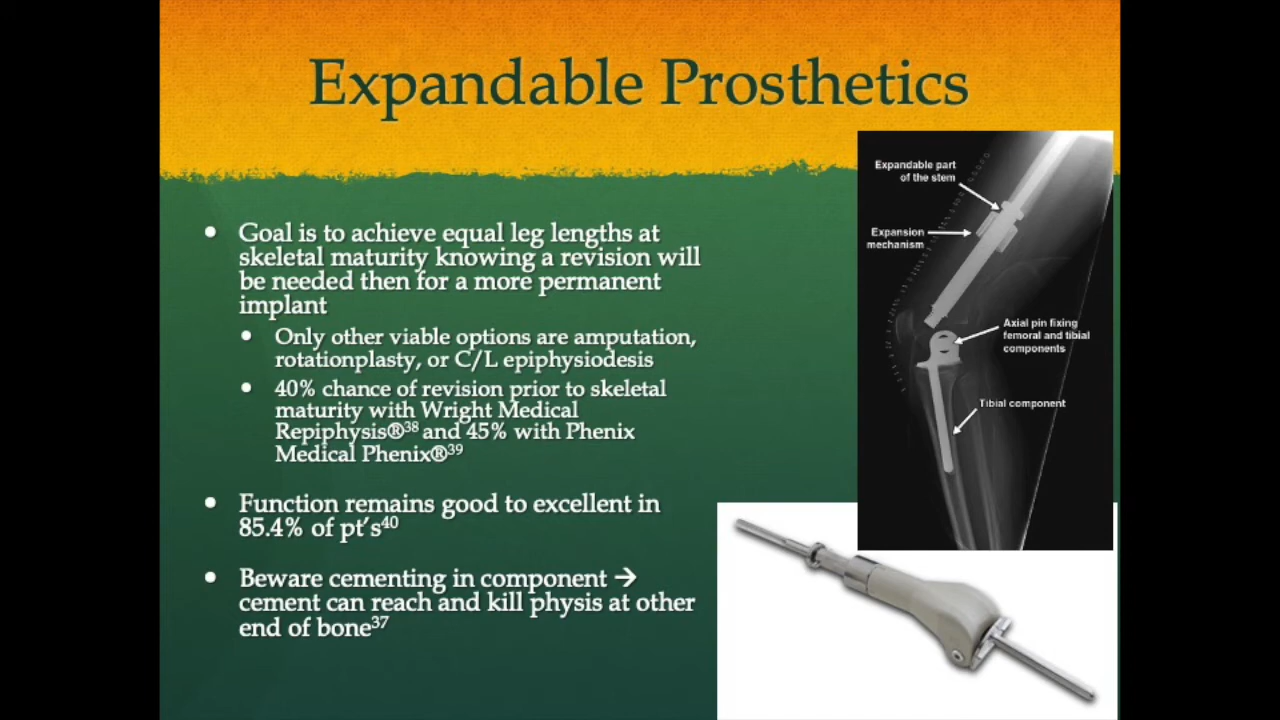 Expandable Prosthetics
• Goal is to achieve equal leg lengths at
skeletal maturity knowing a revision will
be needed then for a more permanent
implant
• Only other viable options are amputation,
rotationplasty, or C/L epiphysiodesis
• 40% chance of revision prior to skeletal
maturity with Wright Medical
Repiphysis®38 and 45% with Phenix
Medical Phenix®39
• Function remains good to excellent in
85.4% of pt's40
• Beware cementing in component →
cement can reach and kill physis at other
end of bone37
Expandable part
of the stem
Expansion
mechanism
Axial pin fixing
femoral and tibial
components
Tibial component